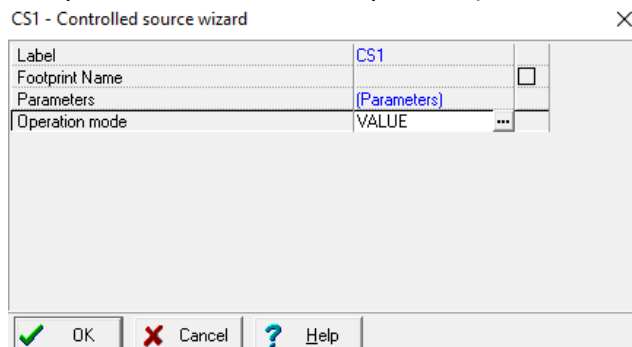 CS1 - Controlled source wizard
Label CS1
Footprint Name
Parameters (Parameters)
Operation mode VALUE ...
OK Cancel ? Help